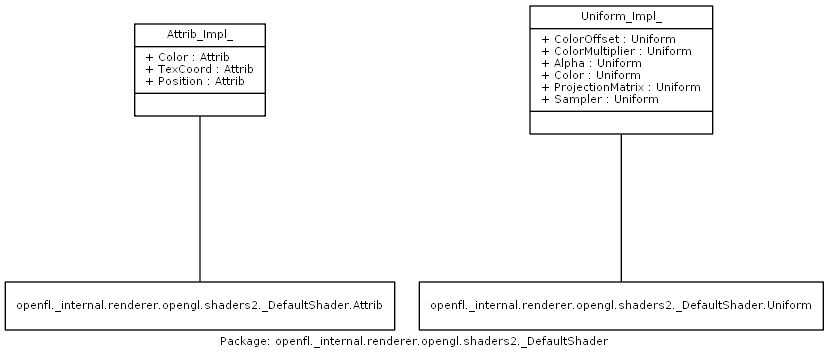 Attrib_Impl_
+ Color : Attrib
+ TexCoord : Attrib
+ Position : Attrib
Uniform_Impl_
+ ColorOffset : Uniform
+ ColorMultiplier : Uniform
+ Alpha : Uniform
+ Color : Uniform
+ ProjectionMatrix : Uniform
+ Sampler : Uniform
openfl._internal.renderer.opengl.shaders2._DefaultShader.Attrib
openfl._internal.renderer.opengl.shaders2._DefaultShader.Uniform
Package: openfl._internal.renderer.opengl.shaders2._DefaultShader